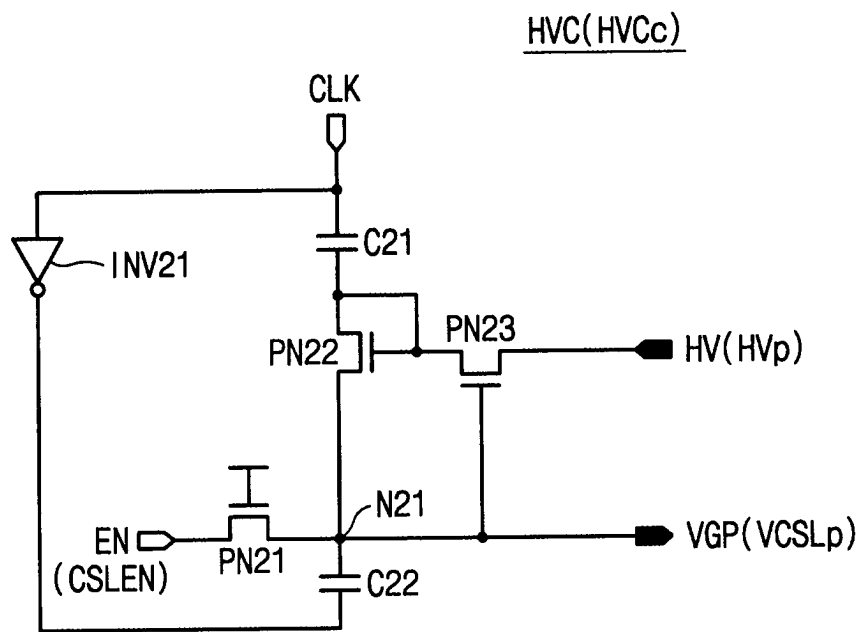 HVC(HVCc)
CLK
C21
INV21
PN23
PN22
HV(HVp)
N21
EN
(CSLEN)
PN21
VGP(VCSLp)
C22